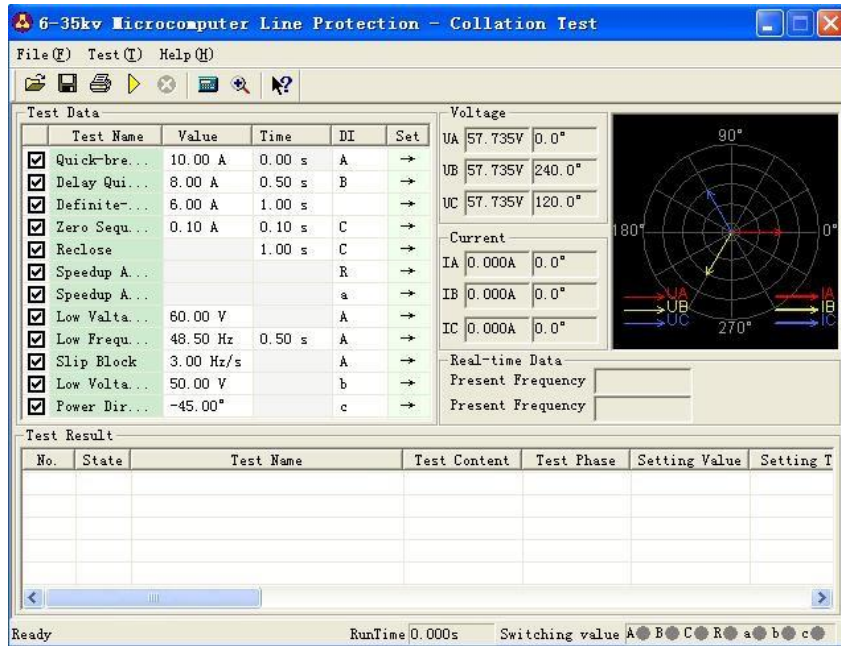 6-35kv Microcomputer Line Protection - Collation Test
File(F) Test(T) Help(H)
Test Data
Test Name Value Time DI Set
Quick-bre... 10.00 A 0.00 s A →
Delay Qui... 8.00 A 0.50 s B →
Definite-... 6.00 A 1.00 s →
Zero Sequ... 0.10 A 0.10 s C →
Reclose 1.00 s C →
Speedup A... R →
Speedup A... a →
Low Valta... 60.00 V A →
Low Frequ... 48.50 Hz 0.50 s A →
Slip Block 3.00 Hz/s A →
Low Volta... 50.00 V b →
Power Dir... -45.00° c →
Voltage
UA 57.735V 0.0°
UB 57.735V 240.0°
UC 57.735V 120.0°
Current
IA 0.000A 0.0°
IB 0.000A 0.0°
IC 0.000A 0.0°
90°
180° 0°
270°
UA IA
UB IB
UC IC
Real-time Data
Present Frequency
Present Frequency
Test Result
No. State Test Name Test Content Test Phase Setting Value Setting T
Ready RunTime 0.000s Switching value A B C R a b c